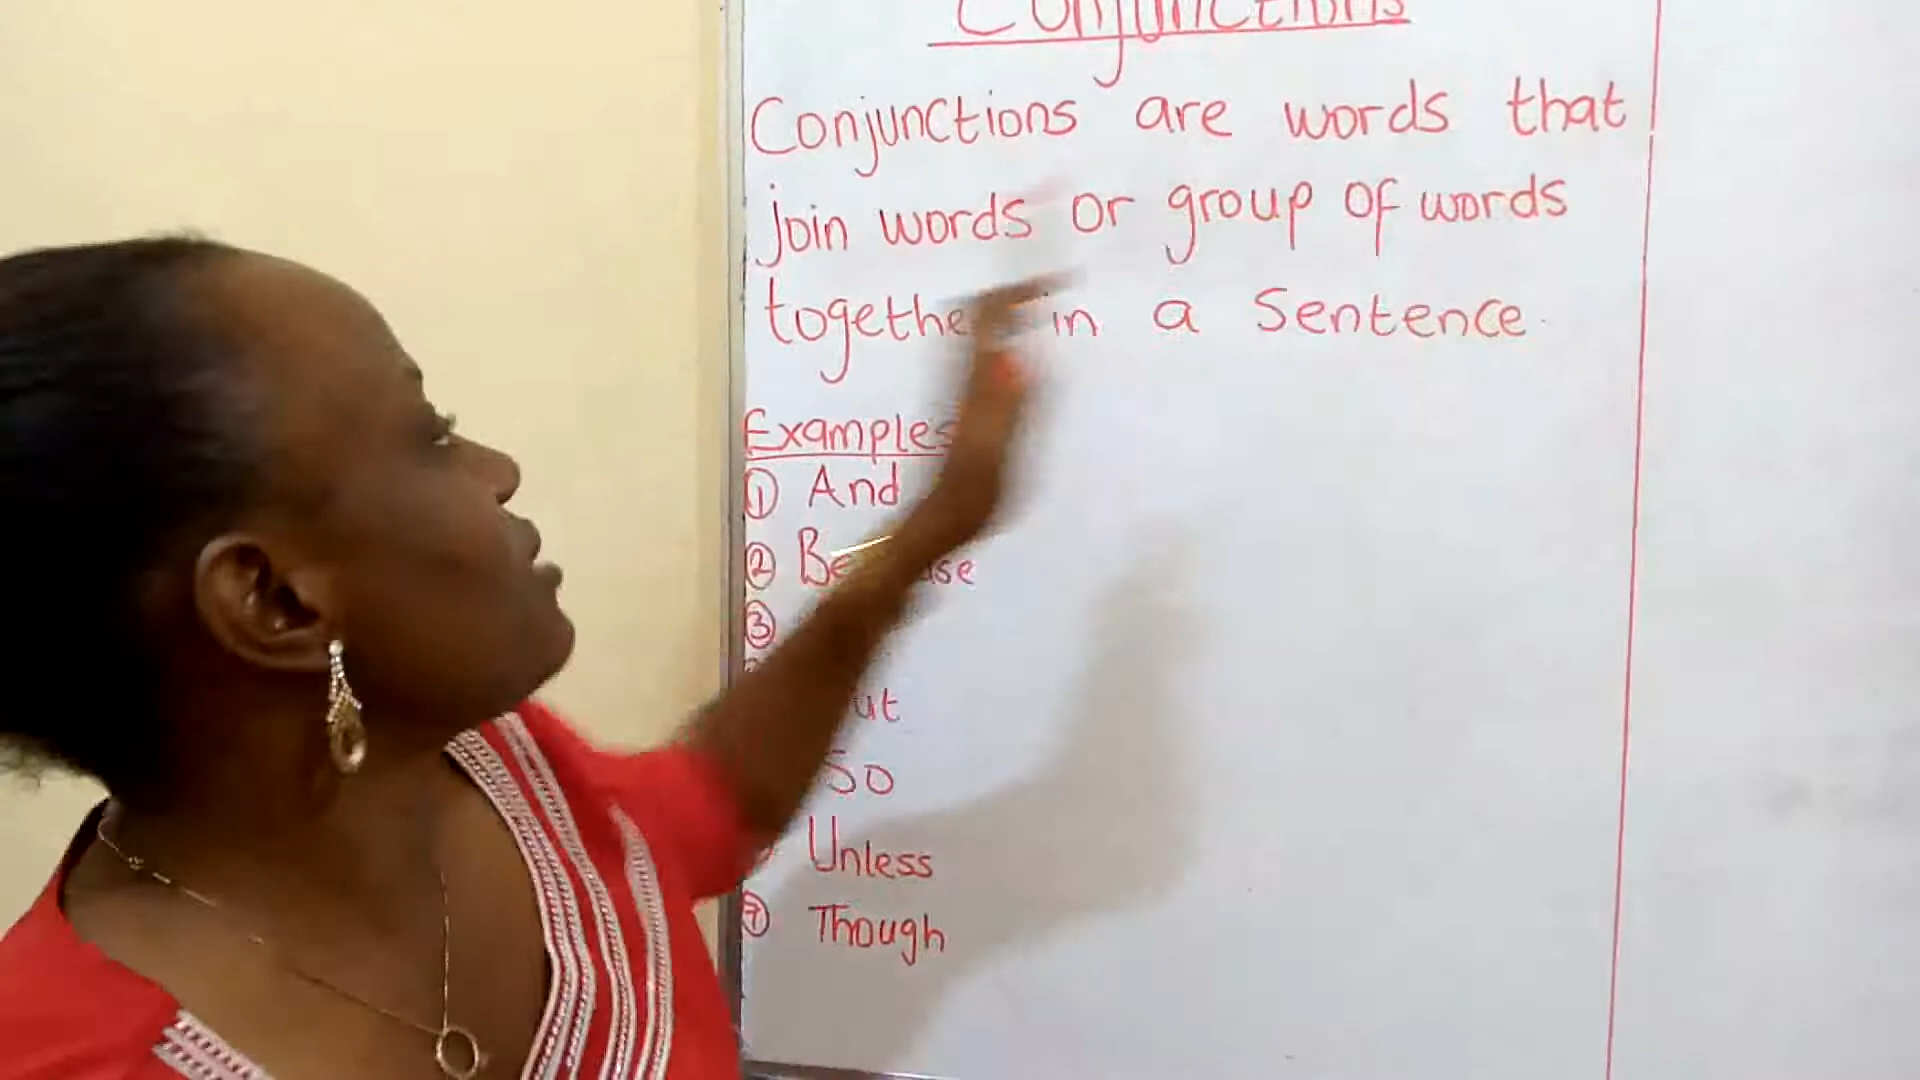 Conjunctions
Conjunctions are words that
join words or group of words
together in a Sentence.
Examples
① And
② Because
③
But
So
Unless
⑦ Though